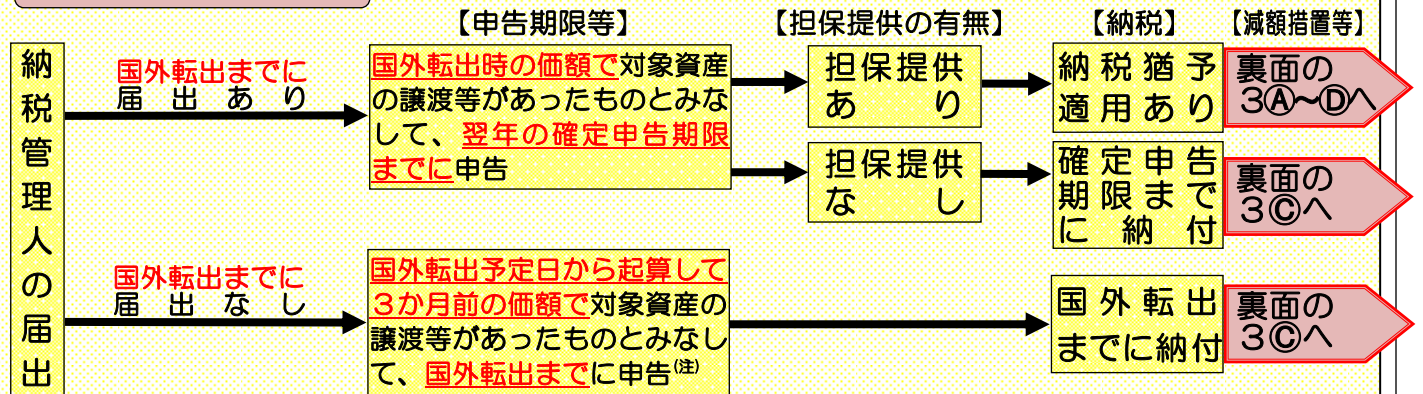 【申告期限等】
【担保提供の有無】
【納税】
【減額措置等】
納税管理人の届出
国外転出までに
届出あり
国外転出時の価額で対象資産
の譲渡等があったものとみな
して、翌年の確定申告期限
までに申告
担保提供
あり
納税猶予
適用あり
裏面の
3Ⓐ～Ⓓへ
担保提供
なし
確定申告
期限まで
に納付
裏面の
3Ⓒへ
国外転出までに
届出なし
国外転出予定日から起算して
3か月前の価額で対象資産の
譲渡等があったものとみなし
て、国外転出までに申告(注)
国外転出
までに納付
裏面の
3Ⓒへ